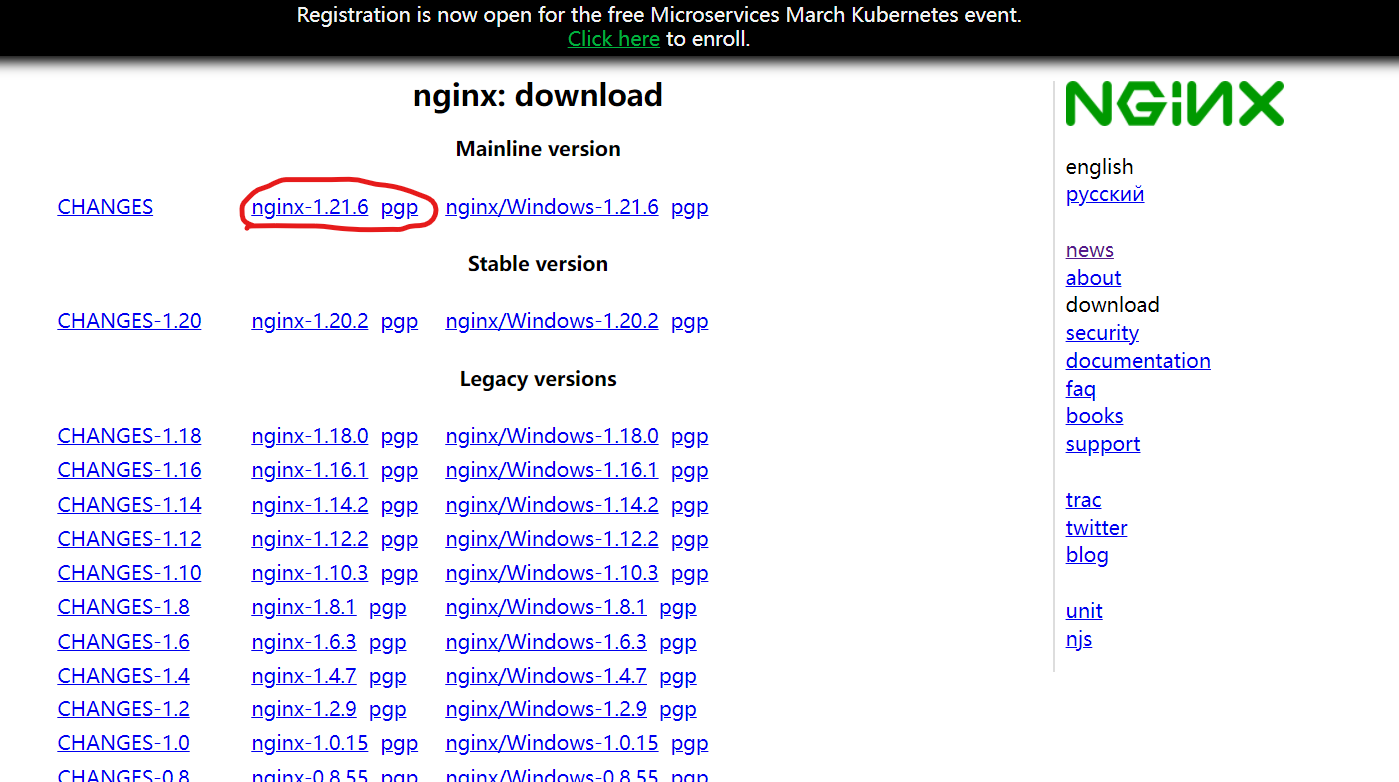 Registration is now open for the free Microservices March Kubernetes event.
Click here to enroll.
nginx: download
Mainline version
CHANGES nginx-1.21.6 pgp nginx/Windows-1.21.6 pgp
Stable version
CHANGES-1.20 nginx-1.20.2 pgp nginx/Windows-1.20.2 pgp
Legacy versions
CHANGES-1.18 nginx-1.18.0 pgp nginx/Windows-1.18.0 pgp
CHANGES-1.16 nginx-1.16.1 pgp nginx/Windows-1.16.1 pgp
CHANGES-1.14 nginx-1.14.2 pgp nginx/Windows-1.14.2 pgp
CHANGES-1.12 nginx-1.12.2 pgp nginx/Windows-1.12.2 pgp
CHANGES-1.10 nginx-1.10.3 pgp nginx/Windows-1.10.3 pgp
CHANGES-1.8 nginx-1.8.1 pgp nginx/Windows-1.8.1 pgp
CHANGES-1.6 nginx-1.6.3 pgp nginx/Windows-1.6.3 pgp
CHANGES-1.4 nginx-1.4.7 pgp nginx/Windows-1.4.7 pgp
CHANGES-1.2 nginx-1.2.9 pgp nginx/Windows-1.2.9 pgp
CHANGES-1.0 nginx-1.0.15 pgp nginx/Windows-1.0.15 pgp
CHANGES-0.8 nginx-0.8.55 pgp nginx/Windows-0.8.55 pgp
NGiNX
english
русский
news
about
download
security
documentation
faq
books
support
trac
twitter
blog
unit
njs